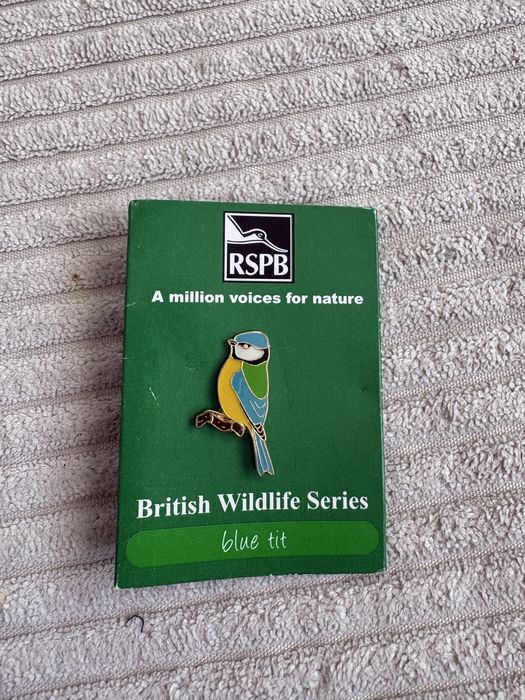 RSPB
A million voices for nature
British Wildlife Series
blue tit